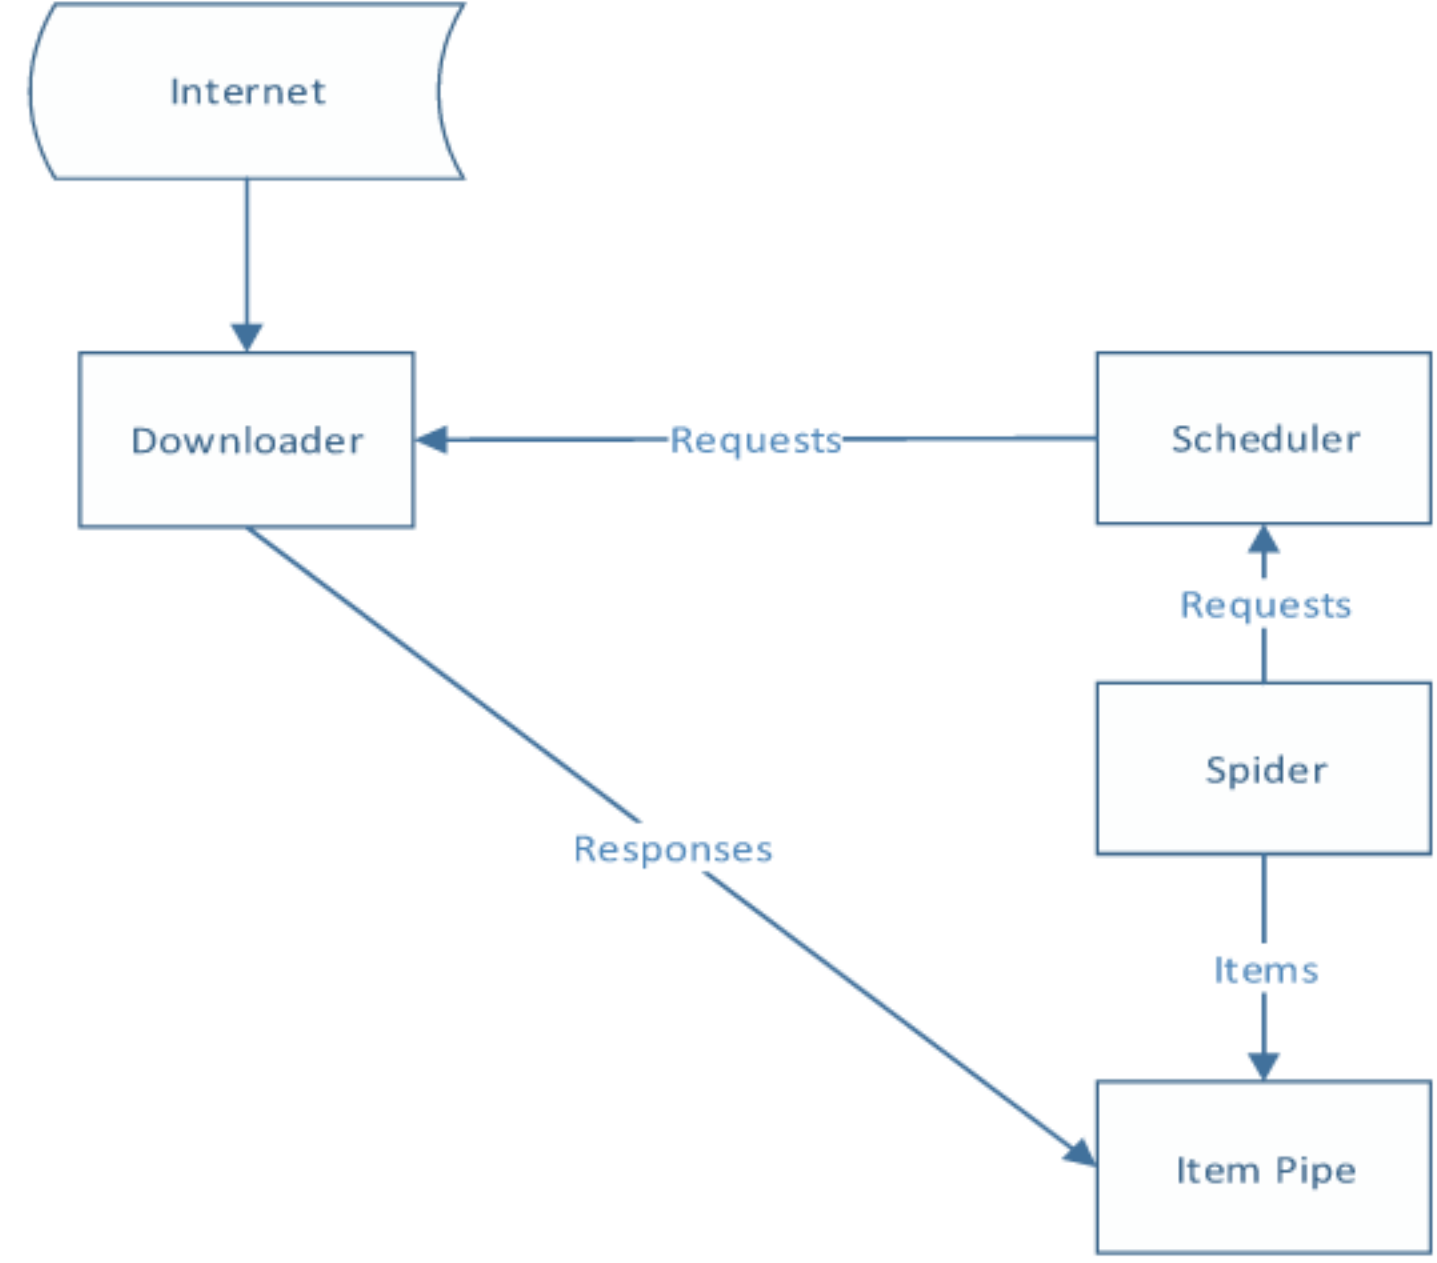 Internet
Downloader
Requests
Scheduler
Requests
Spider
Responses
Items
Item Pipe